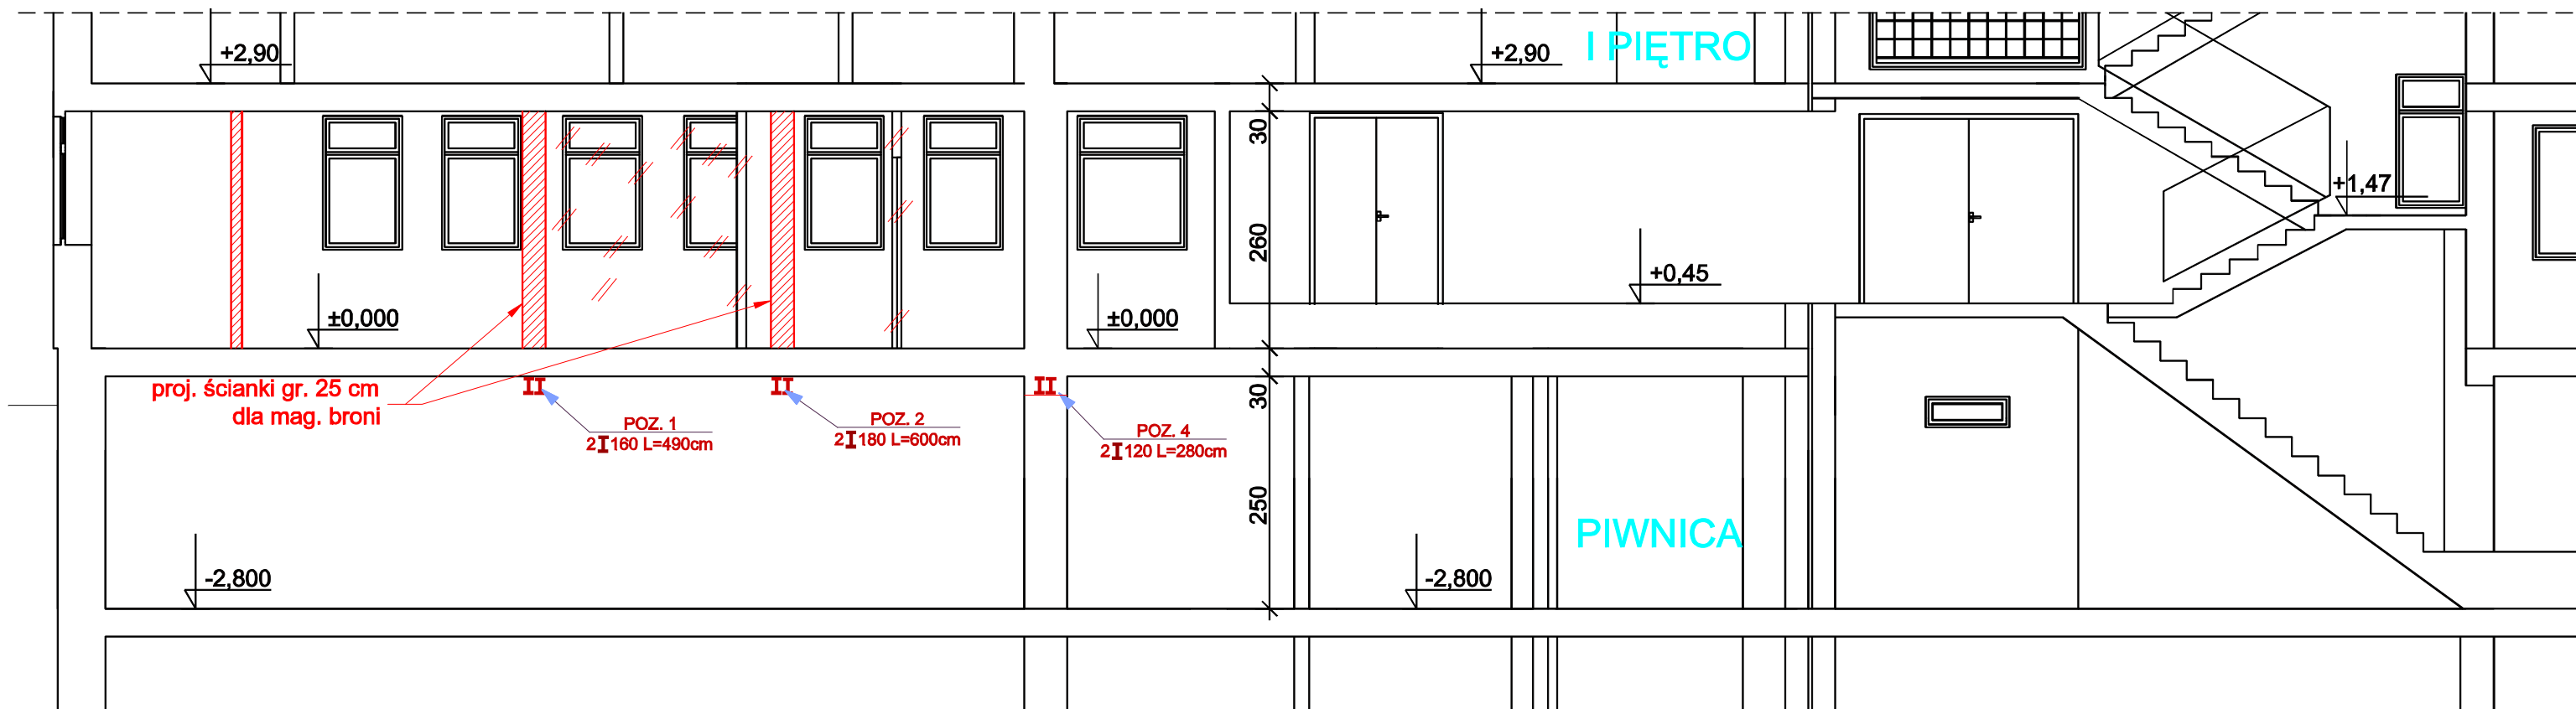 +2,90
+2,90
I PIĘTRO
30
+1,47
260
+0,45
±0,000
±0,000
proj. ścianki gr. 25 cm
dla mag. broni
30
POZ. 1
2I160 L=490cm
POZ. 2
2I180 L=600cm
POZ. 4
2I120 L=280cm
250
PIWNICA
-2,800
-2,800